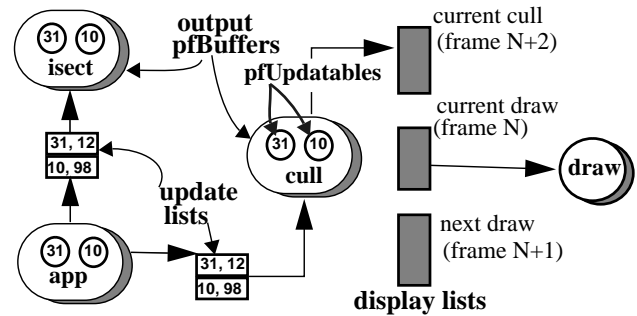 31 10
isect
output
pfBuffers
pfUpdatables
31 10
cull
current cull
(frame N+2)
current draw
(frame N)
draw
31, 12
10, 98
update
lists
31 10
app
31, 12
10, 98
next draw
(frame N+1)
display lists